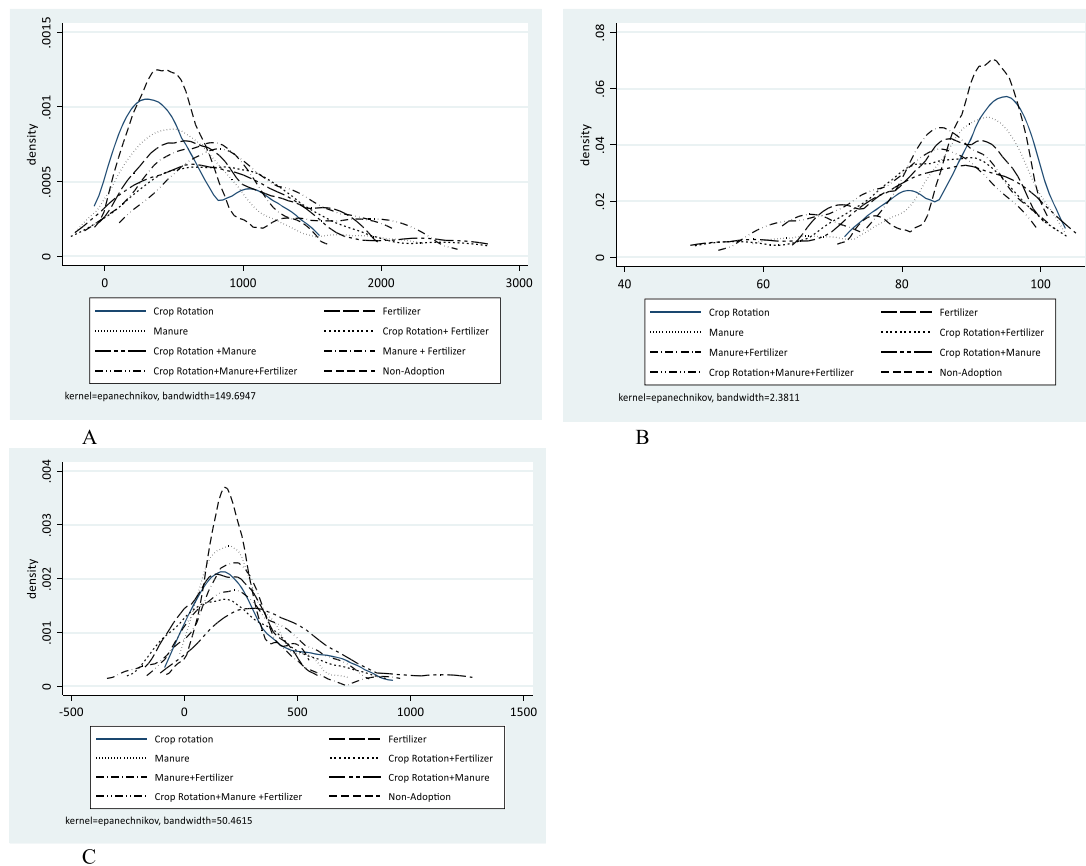 .0015
.001
.0005
0
density
0 1000 2000 3000
Crop Rotation Fertilizer
Manure Crop Rotation+ Fertilizer
Crop Rotation +Manure Manure + Fertilizer
Crop Rotation+Manure+Fertilizer Non-Adoption
kernel=epanechnikov, bandwidth=149.6947
A
.08
.06
.04
.02
0
density
40 60 80 100
Crop Rotation Fertilizer
Manure Crop Rotation+Fertilizer
Manure+Fertilizer Crop Rotation+Manure
Crop Rotation+Manure+Fertilizer Non-Adoption
kernel=epanechnikov, bandwidth=2.3811
B
.004
.003
.002
.001
0
density
-500 0 500 1000 1500
Crop rotation Fertilizer
Manure Crop Rotation+Fertilizer
Manure+Fertilizer Crop Rotation+Manure
Crop Rotation+Manure +Fertilizer Non-Adoption
kernel=epanechnikov, bandwidth=50.4615
C